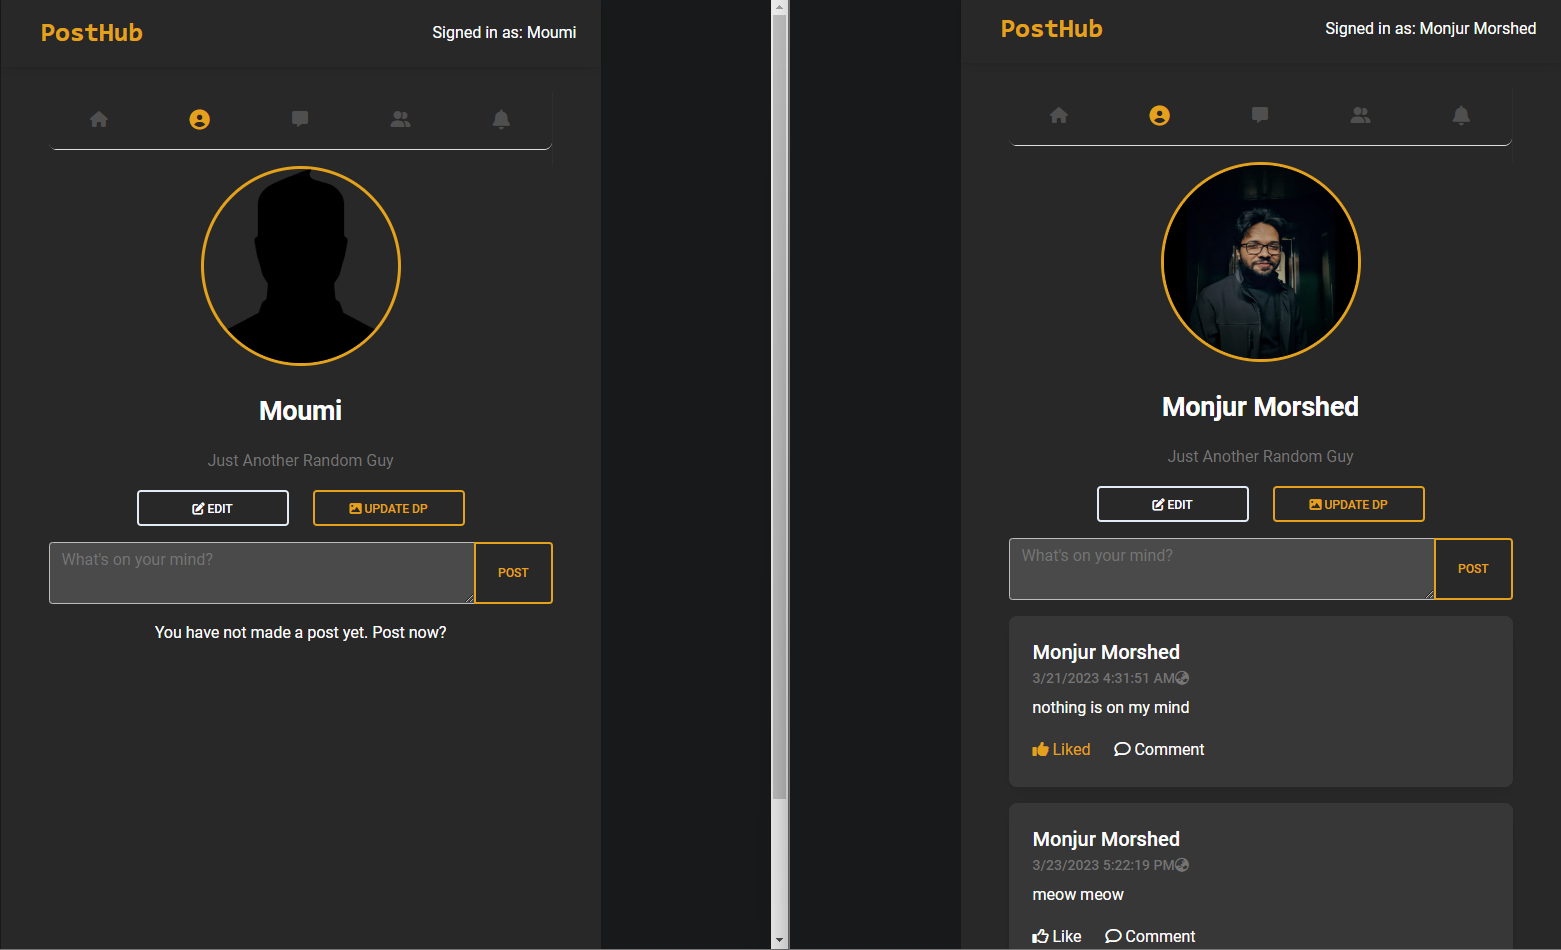 PostHub
Signed in as: Moumi
Moumi
Just Another Random Guy
EDIT
UPDATE DP
What's on your mind?
POST
You have not made a post yet. Post now?
PostHub
Signed in as: Monjur Morshed
Monjur Morshed
Just Another Random Guy
EDIT
UPDATE DP
What's on your mind?
POST
Monjur Morshed
3/21/2023 4:31:51 AM
nothing is on my mind
Liked Comment
Monjur Morshed
3/23/2023 5:22:19 PM
meow meow
Like Comment